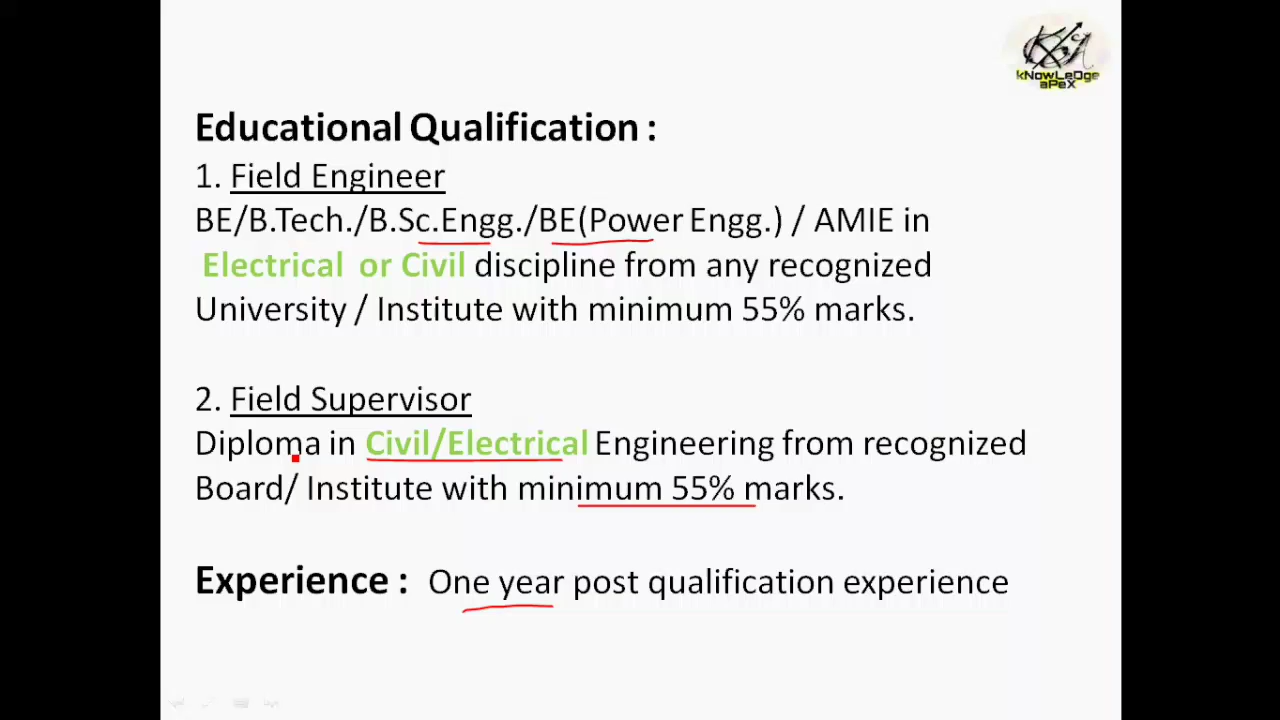 kNowLeDge
aPeX
Educational Qualification :
1. Field Engineer
BE/B.Tech./B.Sc.Engg./BE(Power Engg.) / AMIE in
Electrical or Civil discipline from any recognized
University / Institute with minimum 55% marks.
2. Field Supervisor
Diploma in Civil/Electrical Engineering from recognized
Board/ Institute with minimum 55% marks.
Experience : One year post qualification experience